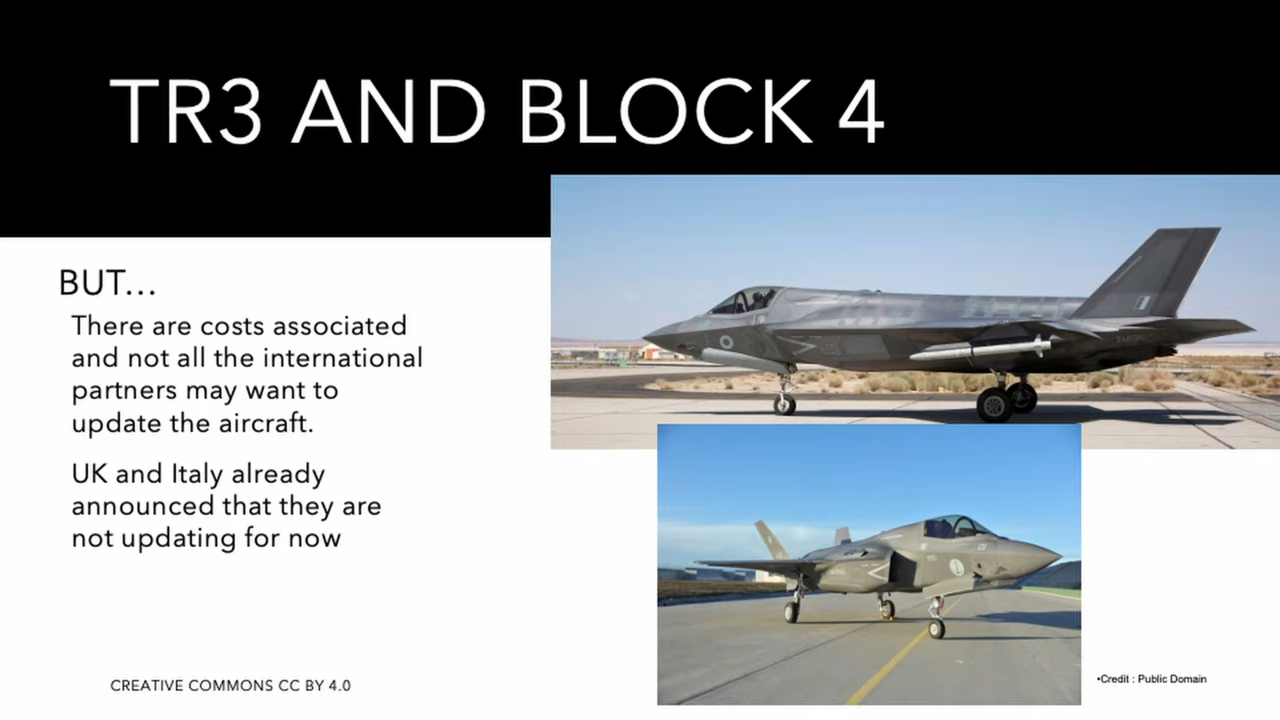 TR3 AND BLOCK 4
BUT...
There are costs associated
and not all the international
partners may want to
update the aircraft.
UK and Italy already
announced that they are
not updating for now
CREATIVE COMMONS CC BY 4.0
•Credit : Public Domain